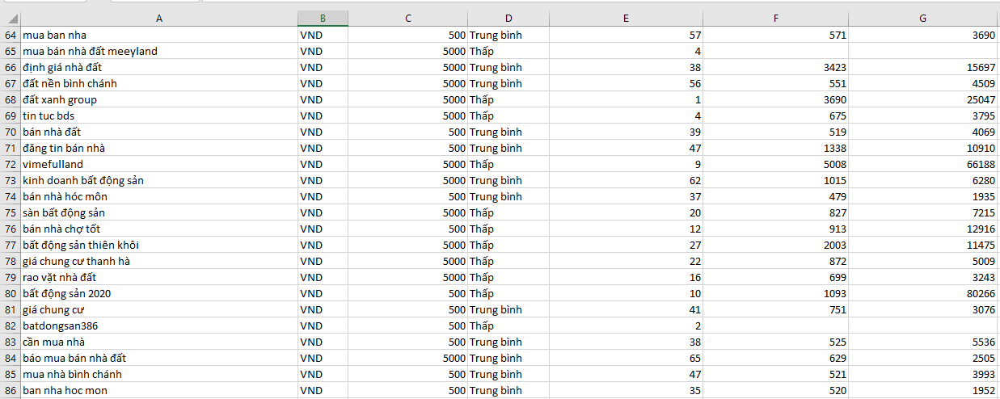 A B C D E F G
64 mua ban nha VND 500 Trung bình 57 571 3690
65 mua bán nhà đất meeyland VND 5000 Thấp 4
66 định giá nhà đất VND 5000 Trung bình 38 3423 15697
67 đất nền bình chánh VND 5000 Trung bình 56 551 4509
68 đất xanh group VND 5000 Thấp 1 3690 25047
69 tin tuc bds VND 5000 Thấp 4 675 3795
70 bán nhà đất VND 500 Trung bình 39 519 4069
71 đăng tin bán nhà VND 500 Trung bình 47 1338 10910
72 vimefulland VND 5000 Thấp 9 5008 66188
73 kinh doanh bất động sản VND 5000 Trung bình 62 1015 6280
74 bán nhà hóc môn VND 500 Trung bình 37 479 1935
75 sàn bất động sản VND 5000 Thấp 20 827 7215
76 bán nhà chợ tốt VND 500 Thấp 12 913 12916
77 bất động sản thiên khôi VND 5000 Thấp 27 2003 11475
78 giá chung cư thanh hà VND 5000 Thấp 22 872 5009
79 rao vặt nhà đất VND 5000 Thấp 16 699 3243
80 bất động sản 2020 VND 500 Thấp 10 1093 80266
81 giá chung cư VND 500 Trung bình 41 751 3076
82 batdongsan386 VND 500 Thấp 2
83 cần mua nhà VND 500 Trung bình 38 525 5536
84 báo mua bán nhà đất VND 5000 Trung bình 65 629 2505
85 mua nhà bình chánh VND 500 Trung bình 47 521 3993
86 ban nha hoc mon VND 500 Trung bình 35 520 1952